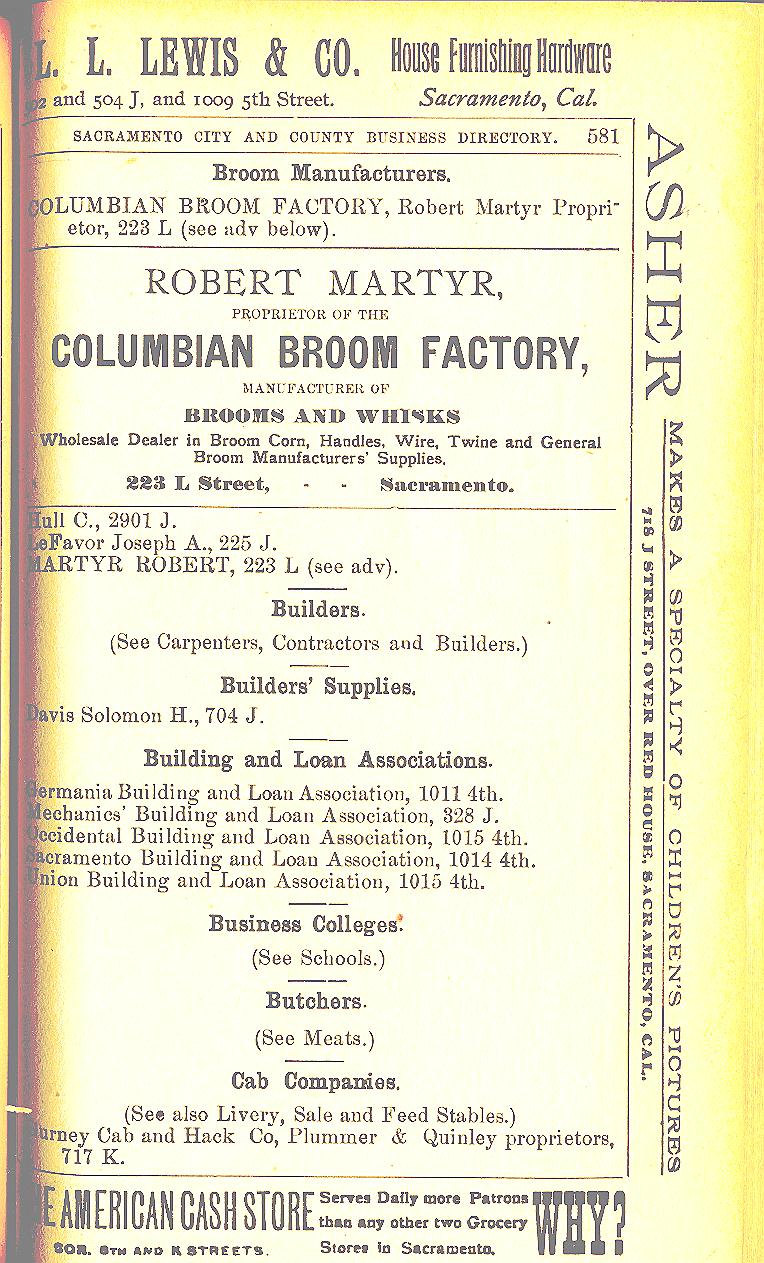 L. L. LEWIS & CO. House Furnishing Hardware
502 and 504 J, and 1009 5th Street. Sacramento, Cal.
SACRAMENTO CITY AND COUNTY BUSINESS DIRECTORY. 581
Broom Manufacturers.
COLUMBIAN BROOM FACTORY, Robert Martyr Propri-
etor, 223 L (see adv below).
ROBERT MARTYR,
PROPRIETOR OF THE
COLUMBIAN BROOM FACTORY,
MANUFACTURER OF
BROOMS AND WHISKS
Wholesale Dealer in Broom Corn, Handles, Wire, Twine and General
Broom Manufacturers' Supplies.
223 L Street, - - Sacramento.
Hull C., 2901 J.
LeFavor Joseph A., 225 J.
MARTYR ROBERT, 223 L (see adv).
Builders.
(See Carpenters, Contractors and Builders.)
Builders' Supplies.
Davis Solomon H., 704 J.
Building and Loan Associations.
Germania Building and Loan Association, 1011 4th.
Mechanics' Building and Loan Association, 328 J.
Occidental Building and Loan Association, 1015 4th.
Sacramento Building and Loan Association, 1014 4th.
Union Building and Loan Association, 1015 4th.
Business Colleges.
(See Schools.)
Butchers.
(See Meats.)
Cab Companies.
(See also Livery, Sale and Feed Stables.)
Cab and Hack Co, Plummer & Quinley proprietors,
717 K.
AMERICAN CASH STORE
COR. 8TH AND K STREETS.
Serves Daily more Patrons
than any other two Grocery
Stores in Sacramento.
WHY?
ASHER MAKES A SPECIALTY OF CHILDREN'S PICTURES
718 J STREET, OVER RED HOUSE, SACRAMENTO, CAL.